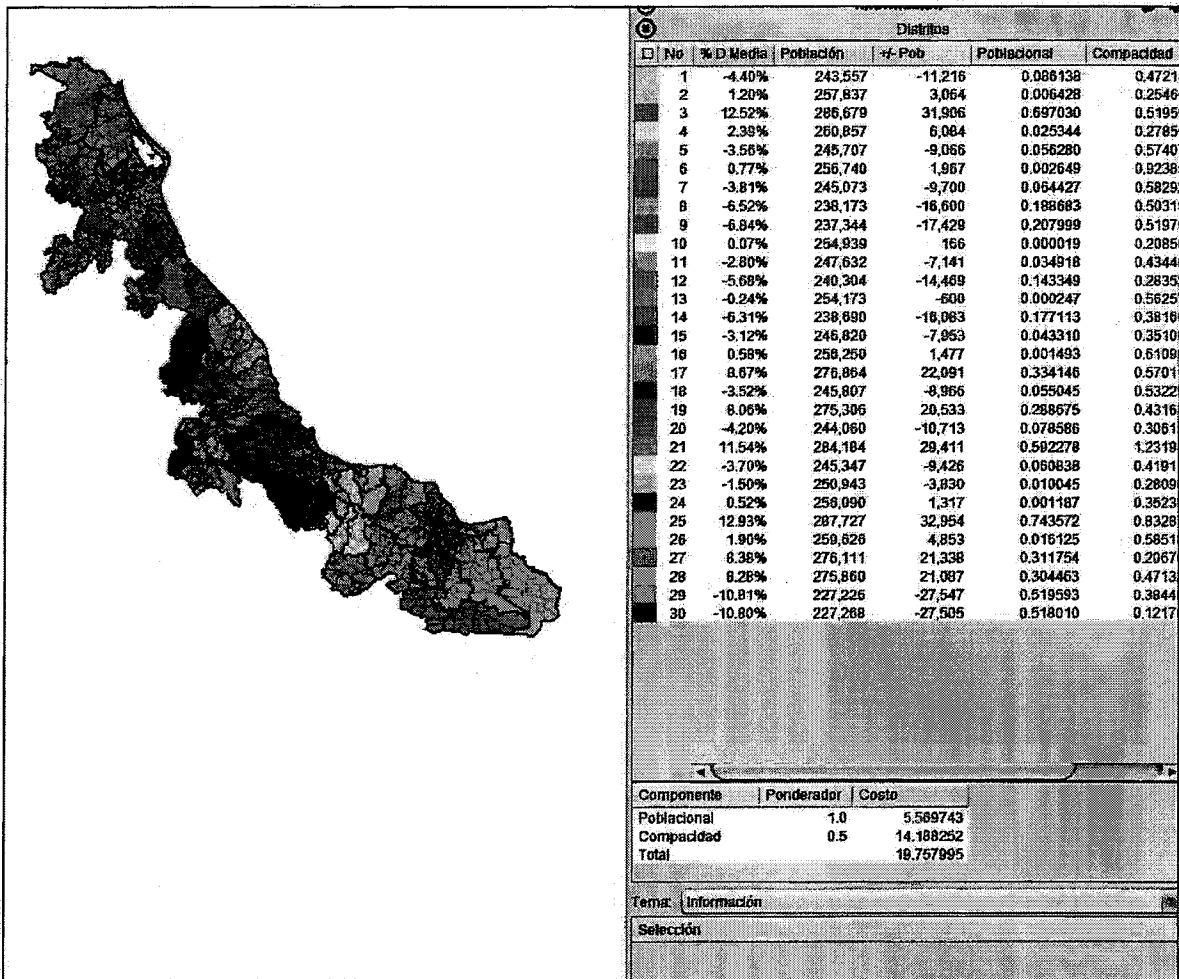 Distritos
No % D Media Población +/- Pob Poblacional Compacidad
1 -4.40% 243,557 -11,216 0.086138 0.4721
2 1.20% 257,837 3,064 0.006428 0.2546
3 12.52% 286,679 31,906 0.697030 0.5195
4 2.39% 260,857 6,084 0.025344 0.2785
5 -3.56% 245,707 -9,066 0.056280 0.5740
6 0.77% 256,740 1,967 0.002649 0.9238
7 -3.81% 245,073 -9,700 0.064427 0.5829
8 -6.52% 238,173 -16,600 0.188683 0.5031
9 -6.84% 237,344 -17,429 0.207999 0.5197
10 0.07% 254,939 166 0.000019 0.2085
11 -2.80% 247,632 -7,141 0.034918 0.4344
12 -5.68% 240,304 -14,469 0.143349 0.2835
13 -0.24% 254,173 -600 0.000247 0.5625
14 -6.31% 238,690 -16,083 0.177113 0.3816
15 -3.12% 246,820 -7,953 0.043310 0.3510
16 0.58% 256,250 1,477 0.001493 0.6109
17 8.67% 276,864 22,091 0.334146 0.5701
18 -3.52% 245,807 -8,966 0.055045 0.5322
19 8.06% 275,306 20,533 0.288675 0.4316
20 -4.20% 244,060 -10,713 0.078586 0.3061
21 11.54% 284,184 29,411 0.592278 1.2319
22 -3.70% 245,347 -9,426 0.060838 0.4191
23 -1.50% 250,943 -3,830 0.010045 0.2809
24 0.52% 256,090 1,317 0.001187 0.3523
25 12.93% 287,727 32,954 0.743572 0.8328
26 1.90% 259,626 4,853 0.016125 0.5851
27 8.38% 276,111 21,338 0.311754 0.2067
28 8.28% 275,860 21,087 0.304463 0.4713
29 -10.81% 227,226 -27,547 0.519593 0.3844
30 -10.80% 227,268 -27,505 0.518010 0.1217
Componente Ponderador Costo
Poblacional 1.0 5.569743
Compacidad 0.5 14.188252
Total 19.757995
Tema: Información
Selección